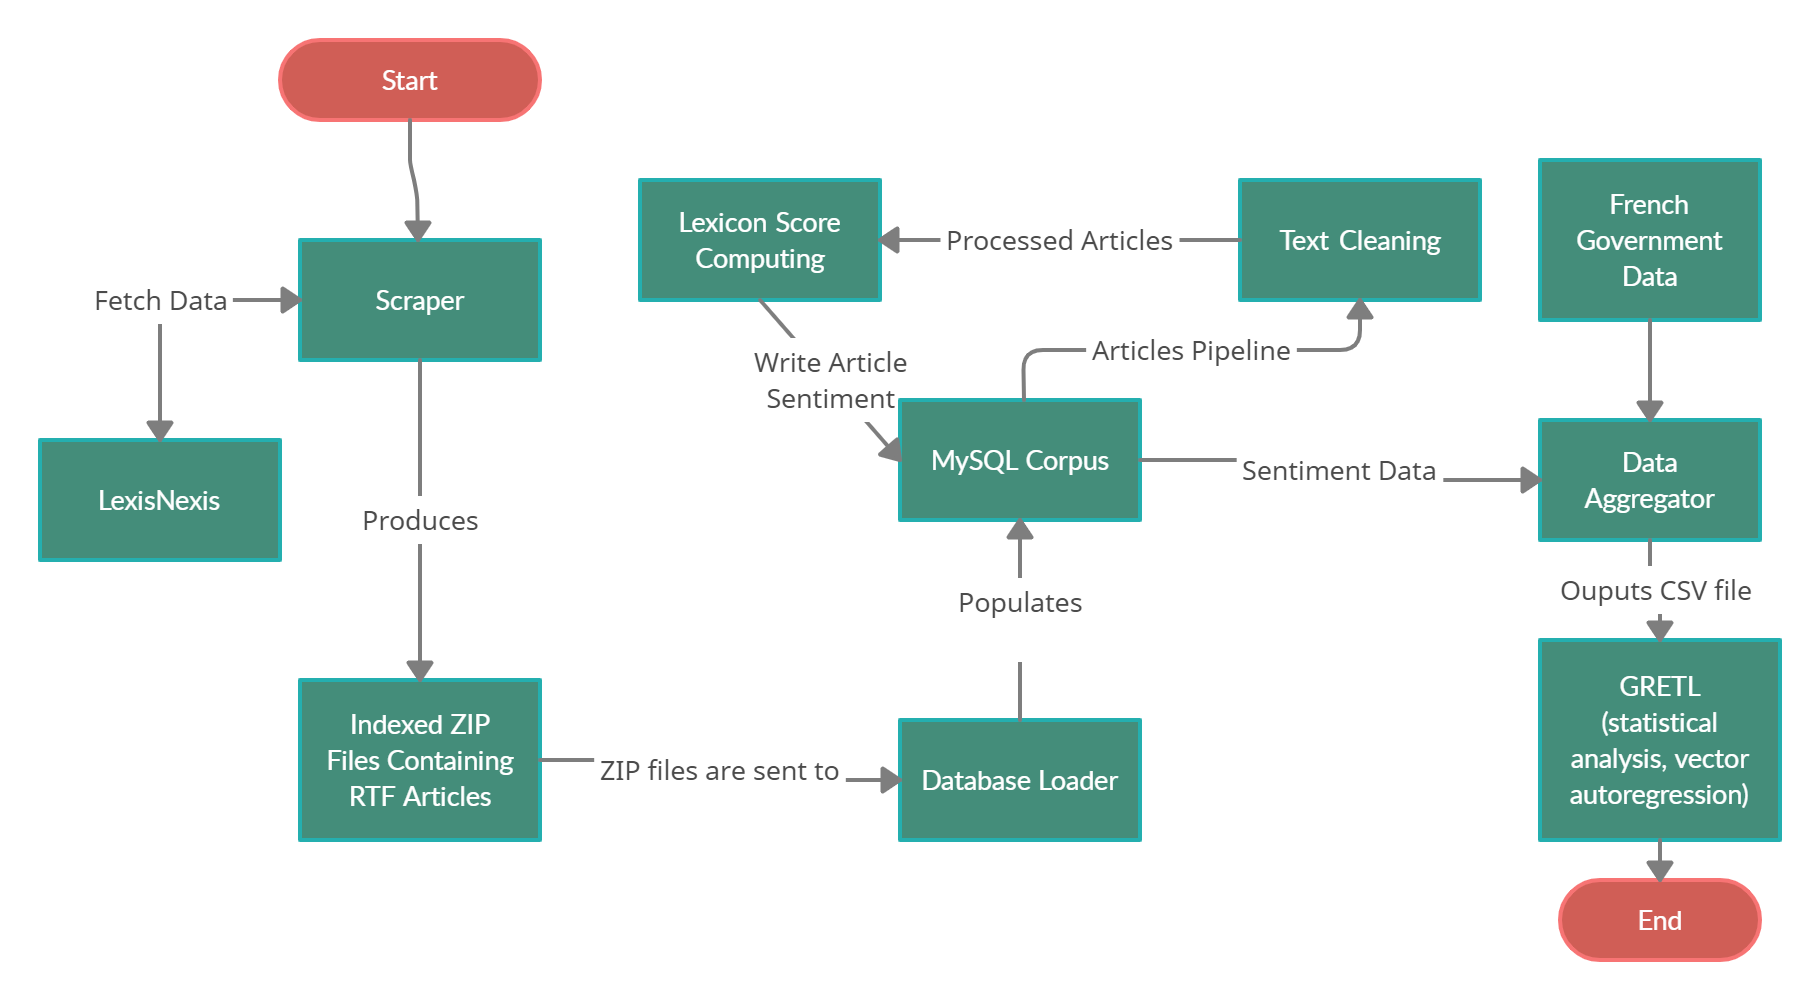 Start
Fetch Data
Scraper
LexisNexis
Produces
Indexed ZIP
Files Containing
RTF Articles
ZIP files are sent to
Database Loader
Populates
MySQL Corpus
Articles Pipeline
Text Cleaning
Processed Articles
Lexicon Score
Computing
Write Article
Sentiment
Sentiment Data
French
Government
Data
Data
Aggregator
Ouputs CSV file
GRETL
(statistical
analysis, vector
autoregression)
End